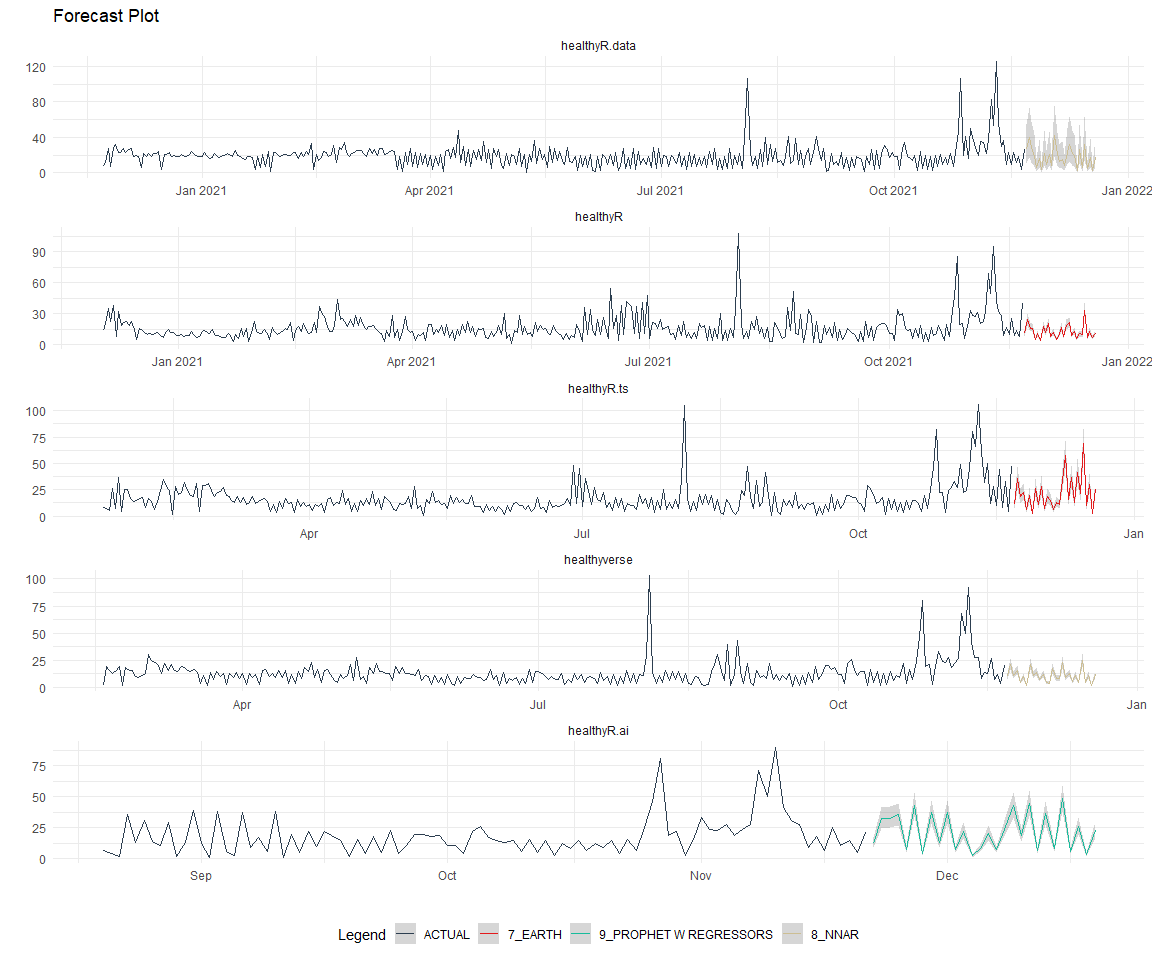 Forecast Plot
healthyR.data
120
80
40
0
Jan 2021 Apr 2021 Jul 2021 Oct 2021 Jan 2022
healthyR
90
60
30
0
Jan 2021 Apr 2021 Jul 2021 Oct 2021 Jan 2022
healthyR.ts
100
75
50
25
0
Apr Jul Oct Jan
healthyverse
100
75
50
25
0
Apr Jul Oct Jan
healthyR.ai
75
50
25
0
Sep Oct Nov Dec
Legend ACTUAL 7_EARTH 9_PROPHET W REGRESSORS 8_NNAR